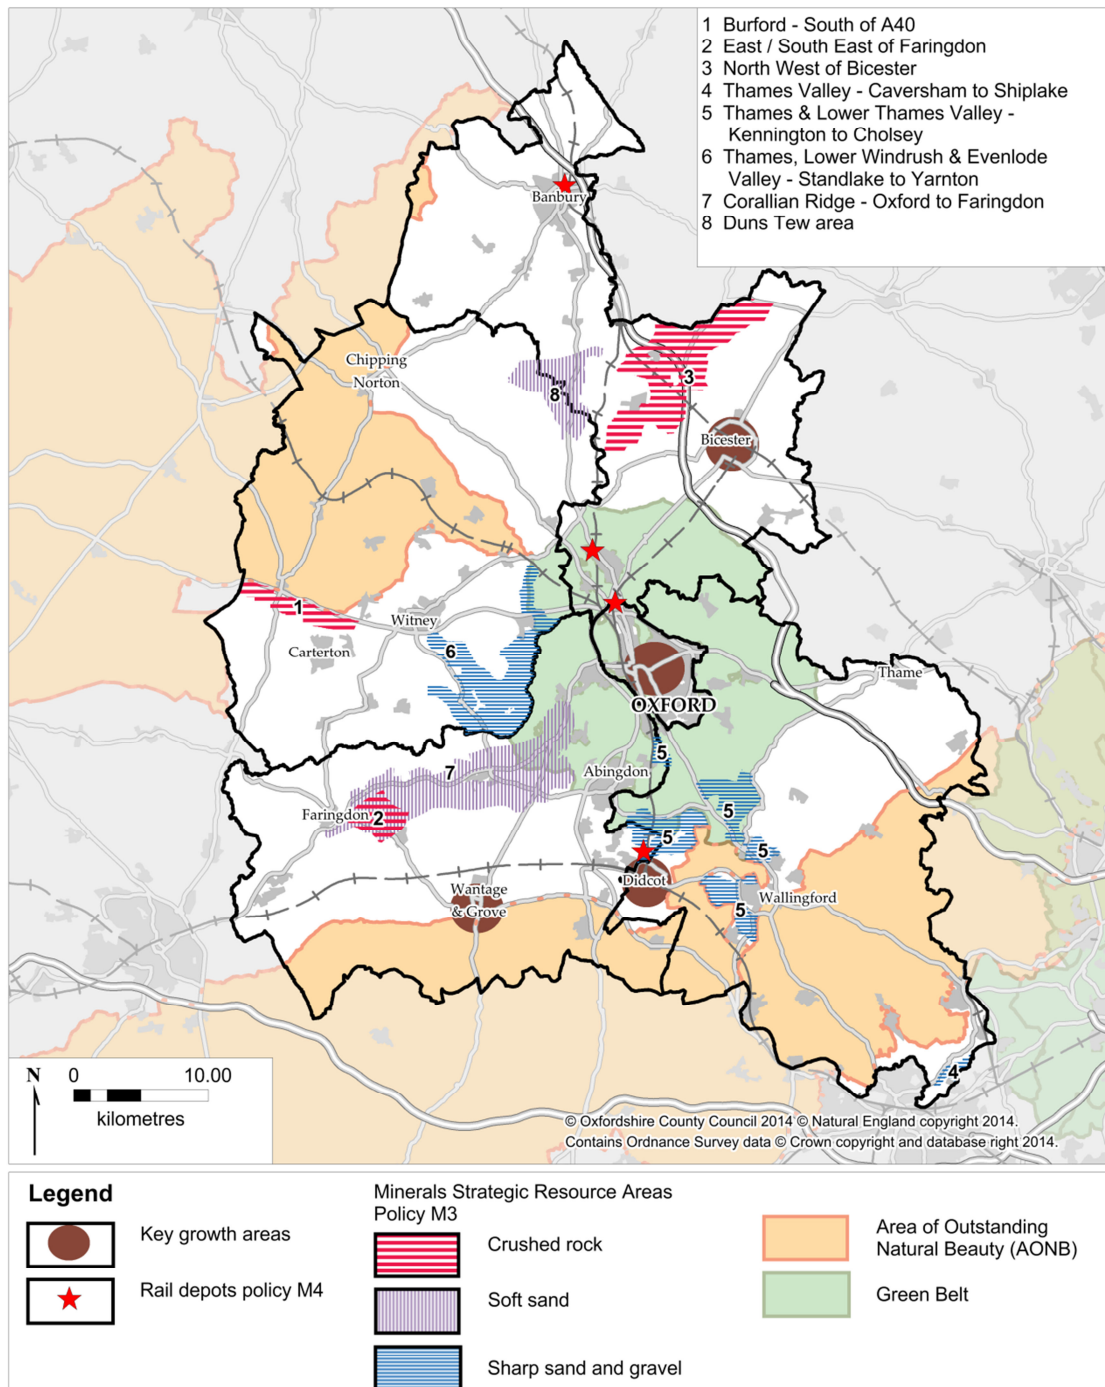 1 Burford - South of A40
2 East / South East of Faringdon
3 North West of Bicester
4 Thames Valley - Caversham to Shiplake
5 Thames & Lower Thames Valley -
Kennington to Cholsey
6 Thames, Lower Windrush & Evenlode
Valley - Standlake to Yarnton
7 Corallian Ridge - Oxford to Faringdon
8 Duns Tew area
Banbury
Chipping
Norton
8
3
Bicester
1
Witney
6
Carterton
Thame
OXFORD
5
7
Abingdon
Faringdon
2
5
5
5
Didcot
Wantage
& Grove
Wallingford
5
4
N
0 10.00
kilometres
© Oxfordshire County Council 2014 © Natural England copyright 2014.
Contains Ordnance Survey data © Crown copyright and database right 2014.
Legend
Key growth areas
Rail depots policy M4
Minerals Strategic Resource Areas
Policy M3
Crushed rock
Soft sand
Sharp sand and gravel
Area of Outstanding
Natural Beauty (AONB)
Green Belt